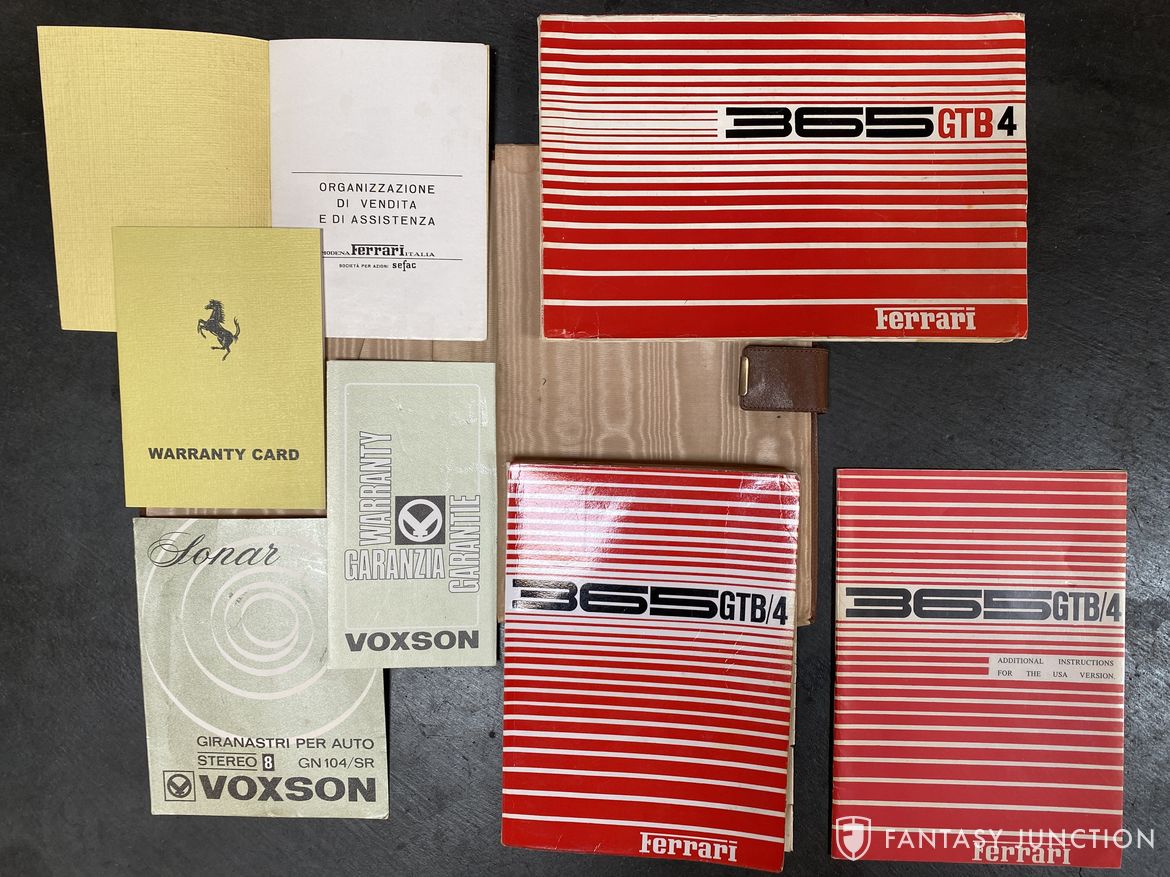 ORGANIZZAZIONE
DI VENDITA
E DI ASSISTENZA
MODENA Ferrari ITALIA
SOCIETÀ PER AZIONI sefac
365 GTB 4
Ferrari
WARRANTY CARD
WARRANTY
GARANZIA
GARANTIE
VOXSON
Sonar
GIRANASTRI PER AUTO
STEREO 8 GN 104/SR
VOXSON
365 GTB/4
Ferrari
365 GTB/4
ADDITIONAL INSTRUCTIONS
FOR THE USA VERSION.
Ferrari
FANTASY JUNCTION